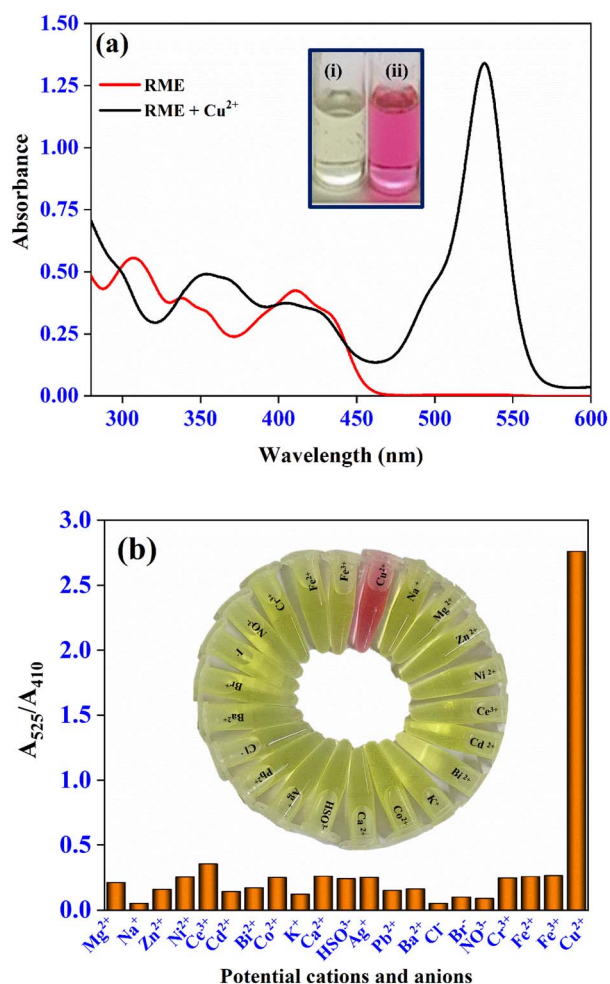 (a)
RME
RME + Cu²⁺
(i) (ii)
1.50
1.25
1.00
0.75
0.50
0.25
0.00
Absorbance
300 350 400 450 500 550 600
Wavelength (nm)
(b)
3.0
2.5
2.0
1.5
1.0
0.5
0.0
A₅₂₅/A₄₁₀
Cu²⁺
Na⁺
Mg²⁺
Zn²⁺
Ni²⁺
Ce³⁺
Cd²⁺
Bi²⁺
K⁺
Co²⁺
Ca²⁺
Ag⁺
Pb²⁺
Cl⁻
Ba²⁺
I⁻
Cr³⁺
Fe²⁺
Fe³⁺
Mg²⁺ Na⁺ Zn²⁺ Ni²⁺ Ce³⁺ Cd²⁺ Bi²⁺ Co²⁺ K⁺ Ca²⁺ HSO³⁻ Ag⁺ Pb²⁺ Ba²⁺ Cl⁻ Br⁻ NO³⁻ Cr³⁺ Fe²⁺ Fe³⁺ Cu²⁺
Potential cations and anions